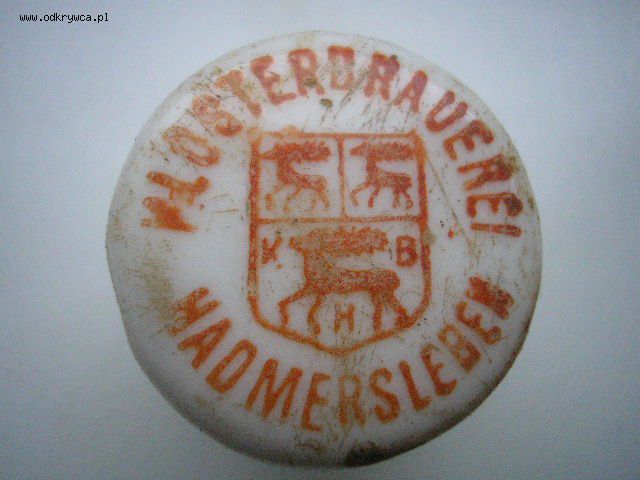 www.odkrywca.pl
KLOSTERBRAUEREI
K B
H
HADMERSLEBEN